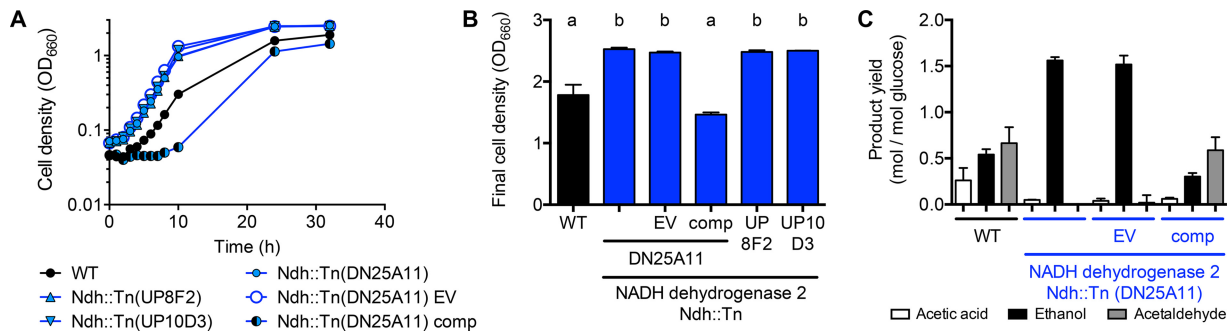 A
Cell density (OD660)
1
0.1
0.01
0 10 20 30 40
Time (h)
WT
Ndh::Tn(UP8F2)
Ndh::Tn(UP10D3)
Ndh::Tn(DN25A11)
Ndh::Tn(DN25A11) EV
Ndh::Tn(DN25A11) comp
B
Final cell density (OD660)
3
2
1
0
a b b a b b
WT EV comp UP 8F2 UP10 D3
DN25A11
NADH dehydrogenase 2
Ndh::Tn
C
Product yield
(mol / mol glucose)
2.0
1.5
1.0
0.5
0.0
WT EV comp
NADH dehydrogenase 2
Ndh::Tn (DN25A11)
Acetic acid Ethanol Acetaldehyde